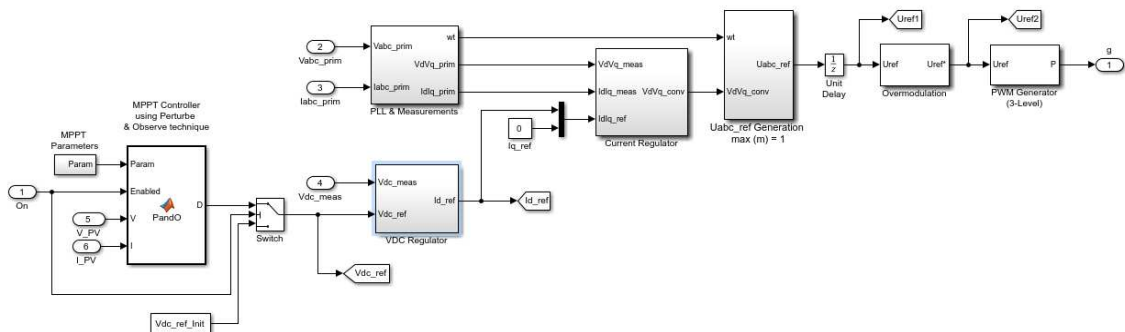 Uref1
Uref2
2
Vabc_prim
Vabc_prim
wt
wt
3
Iabc_prim
Iabc_prim
VdVq_prim
IdIq_prim
PLL & Measurements
VdVq_meas
IdIq_meas
IdIq_ref
VdVq_conv
Current Regulator
0
Iq_ref
VdVq_conv
Uabc_ref
Uabc_ref Generation
max (m) = 1
1
z
Unit
Delay
Uref
Uref*
Overmodulation
Uref
P
PWM Generator
(3-Level)
g
1
MPPT Controller
using Perturbe
& Observe technique
MPPT
Parameters
Param
Param
1
On
Enabled
5
V_PV
V
6
I_PV
I
PandO
D
Switch
4
Vdc_meas
Vdc_meas
Vdc_ref
Id_ref
VDC Regulator
Id_ref
Vdc_ref
Vdc_ref_Init